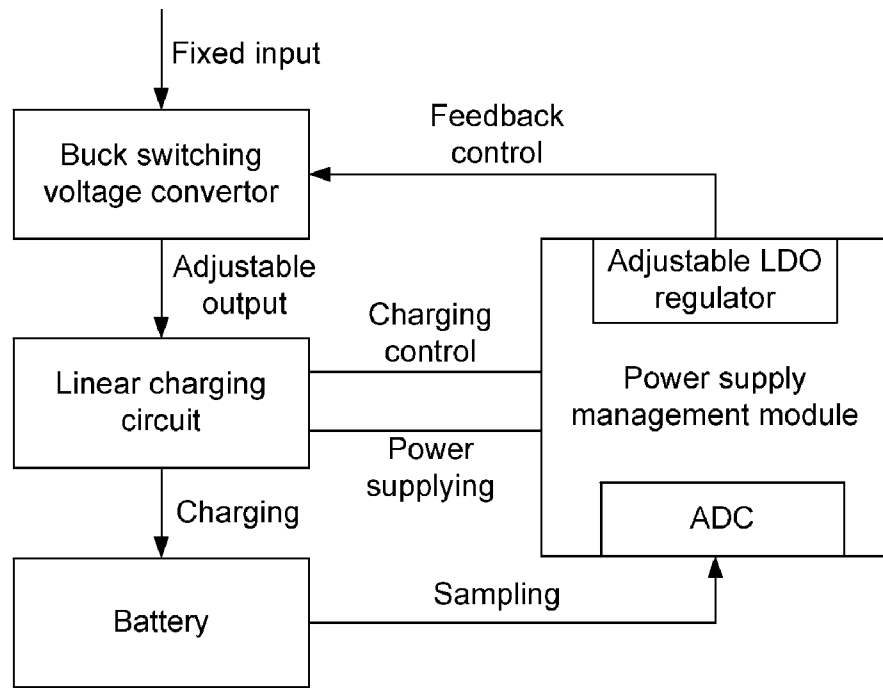 Fixed input
Buck switching
voltage convertor
Feedback
control
Adjustable
output
Adjustable LDO
regulator
Charging
control
Linear charging
circuit
Power supply
management module
Power
supplying
Charging
ADC
Battery
Sampling